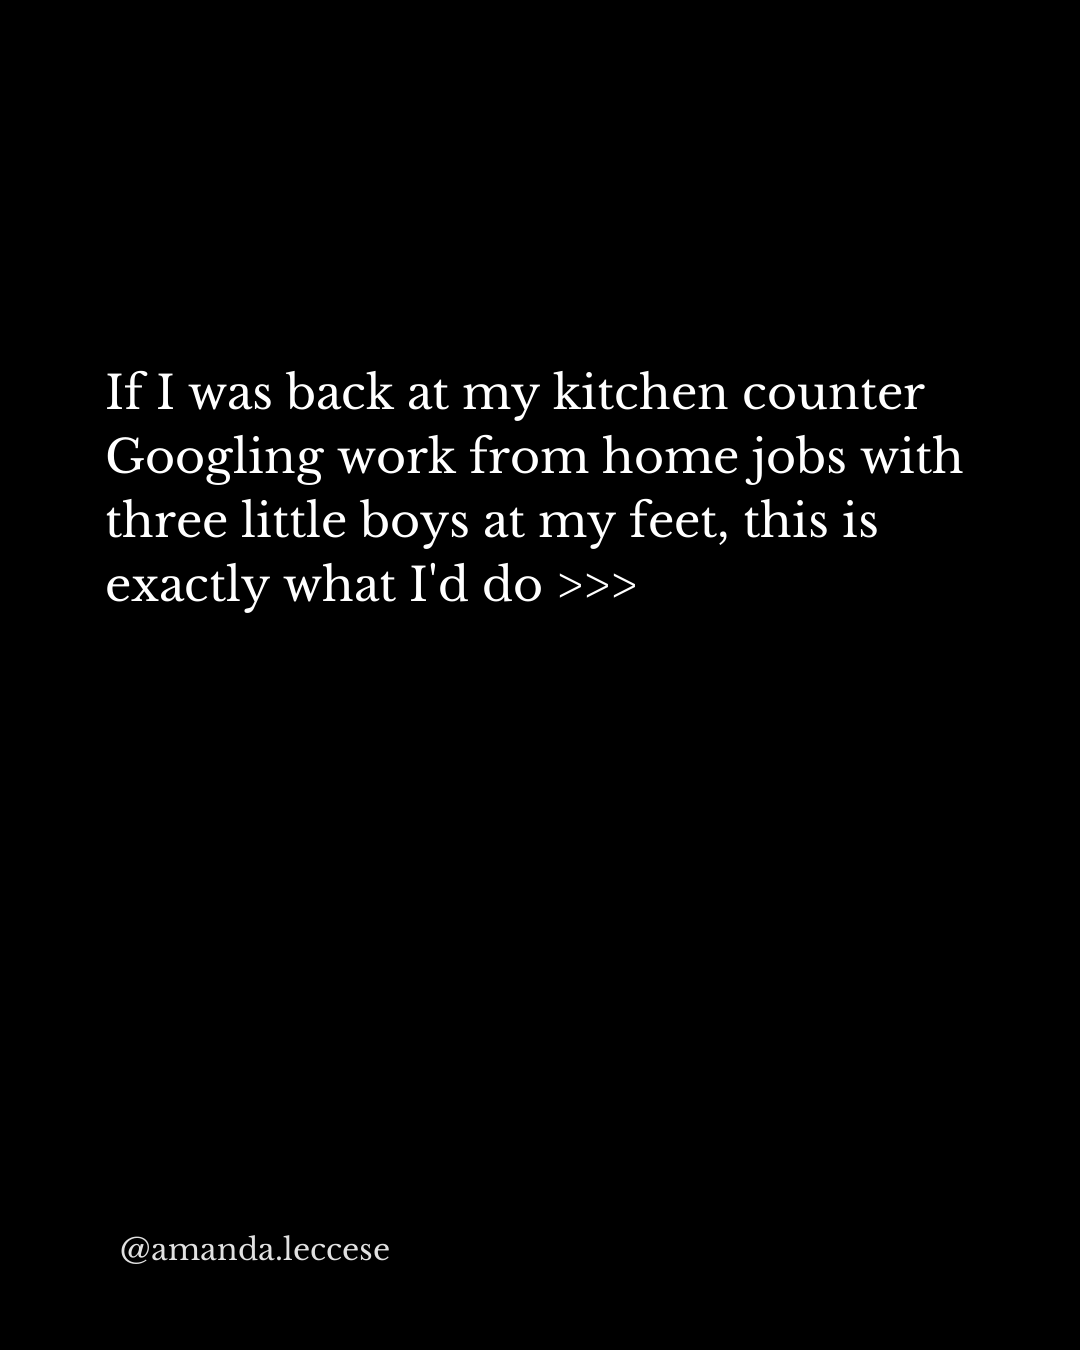 If I was back at my kitchen counter
Googling work from home jobs with
three little boys at my feet, this is
exactly what I'd do >>>
@amanda.leccese